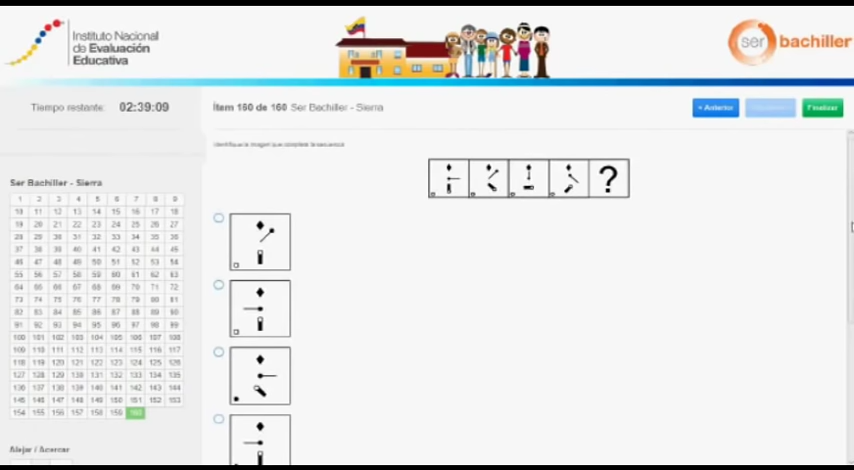 Instituto Nacional
de Evaluación
Educativa
ser bachiller
Tiempo restante: 02:39:09
Ítem 160 de 160 Ser Bachiller - Sierra
« Anterior
Finalizar
Identifique la imagen que completa la secuencia
?
Ser Bachiller - Sierra
1 2 3 4 5 6 7 8 9
10 11 12 13 14 15 16 17 18
19 20 21 22 23 24 25 26 27
28 29 30 31 32 33 34 35 36
37 38 39 40 41 42 43 44 45
46 47 48 49 50 51 52 53 54
55 56 57 58 59 60 61 62 63
64 65 66 67 68 69 70 71 72
73 74 75 76 77 78 79 80 81
82 83 84 85 86 87 88 89 90
91 92 93 94 95 96 97 98 99
100 101 102 103 104 105 106 107 108
109 110 111 112 113 114 115 116 117
118 119 120 121 122 123 124 125 126
127 128 129 130 131 132 133 134 135
136 137 138 139 140 141 142 143 144
145 146 147 148 149 150 151 152 153
154 155 156 157 158 159 160
Alejar / Acercar